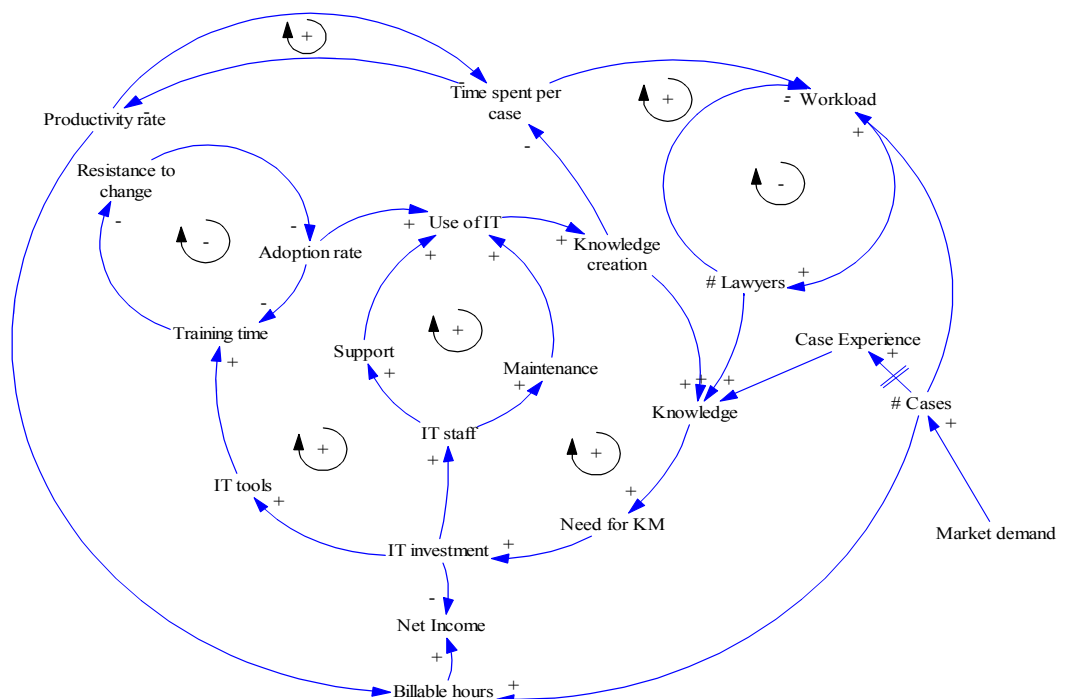 +
Time spent per
case
-
+
- Workload
=
Productivity rate
-
+
Resistance to
change
-
-
-
-
Use of IT
+
+
Knowledge
creation
+
+
Adoption rate
-
# Lawyers
+
Training time
+
Support
+
+
Case Experience
+
Maintenance
+
+
+
+
+
Knowledge
# Cases
+
IT staff
+
+
+
IT tools
+
+
Need for KM
Market demand
IT investment
+
-
Net Income
+
Billable hours
+